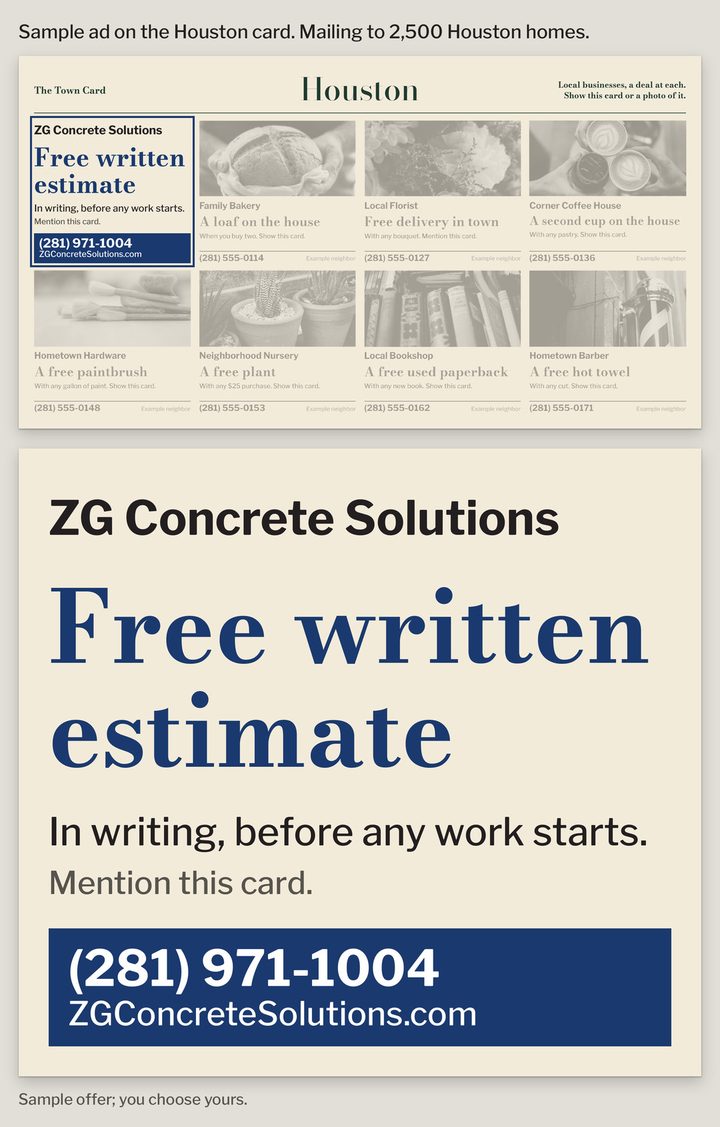 Sample ad on the Houston card. Mailing to 2,500 Houston homes.
The Town Card
Houston
Local businesses, a deal at each.
Show this card or a photo of it.
ZG Concrete Solutions
Free written
estimate
In writing, before any work starts.
Mention this card.
(281) 971-1004
ZGConcreteSolutions.com
Family Bakery
A loaf on the house
When you buy two. Show this card.
(281) 555-0114
Example neighbor
Local Florist
Free delivery in town
With any bouquet. Mention this card.
(281) 555-0127
Example neighbor
Corner Coffee House
A second cup on the house
With any pastry. Show this card.
(281) 555-0136
Example neighbor
Hometown Hardware
A free paintbrush
With any gallon of paint. Show this card.
(281) 555-0148
Example neighbor
Neighborhood Nursery
A free plant
With any $25 purchase. Show this card.
(281) 555-0153
Example neighbor
Local Bookshop
A free used paperback
With any new book. Show this card.
(281) 555-0162
Example neighbor
Hometown Barber
A free hot towel
With any cut. Show this card.
(281) 555-0171
Example neighbor
ZG Concrete Solutions
Free written
estimate
In writing, before any work starts.
Mention this card.
(281) 971-1004
ZGConcreteSolutions.com
Sample offer; you choose yours.